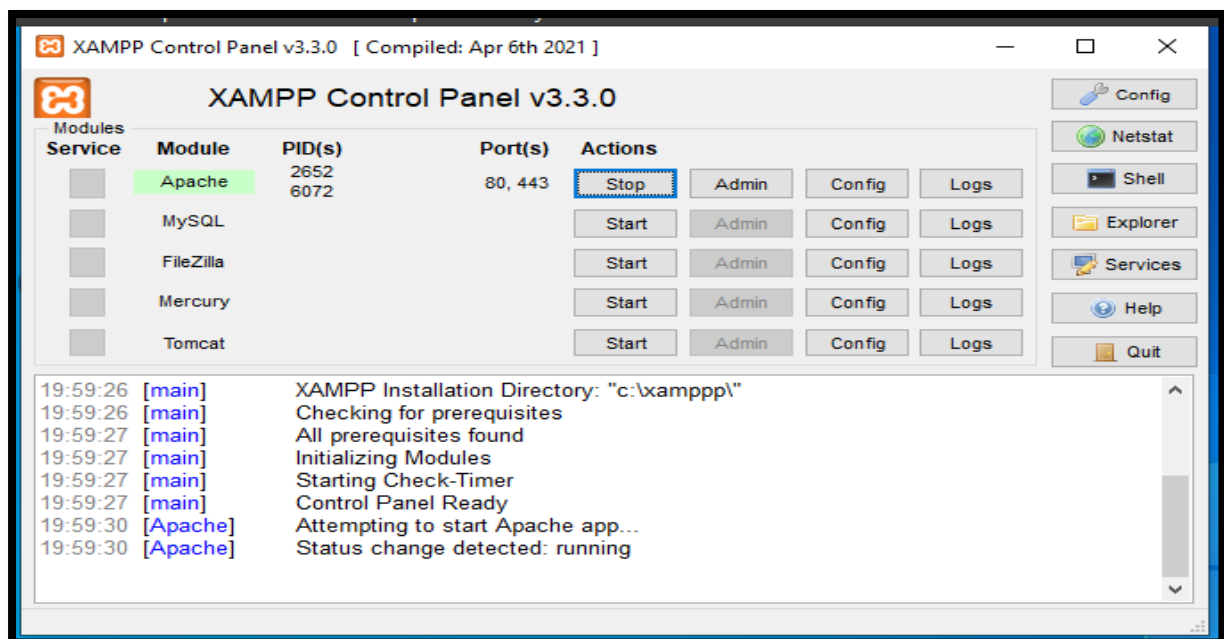 XAMPP Control Panel v3.3.0 [ Compiled: Apr 6th 2021 ]
XAMPP Control Panel v3.3.0
Config
Modules
Service Module PID(s) Port(s) Actions
Netstat
Apache 2652 6072 80, 443 Stop Admin Config Logs
Shell
MySQL Start Admin Config Logs
Explorer
FileZilla Start Admin Config Logs
Services
Mercury Start Admin Config Logs
Help
Tomcat Start Admin Config Logs
Quit
19:59:26 [main] XAMPP Installation Directory: "c:\xamppp\"
19:59:26 [main] Checking for prerequisites
19:59:27 [main] All prerequisites found
19:59:27 [main] Initializing Modules
19:59:27 [main] Starting Check-Timer
19:59:27 [main] Control Panel Ready
19:59:30 [Apache] Attempting to start Apache app...
19:59:30 [Apache] Status change detected: running